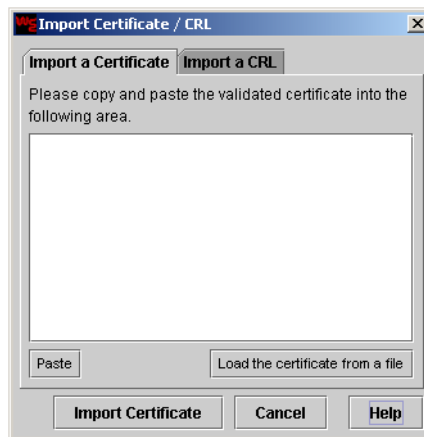 Import Certificate / CRL
Import a Certificate Import a CRL
Please copy and paste the validated certificate into the
following area.
Paste Load the certificate from a file
Import Certificate Cancel Help